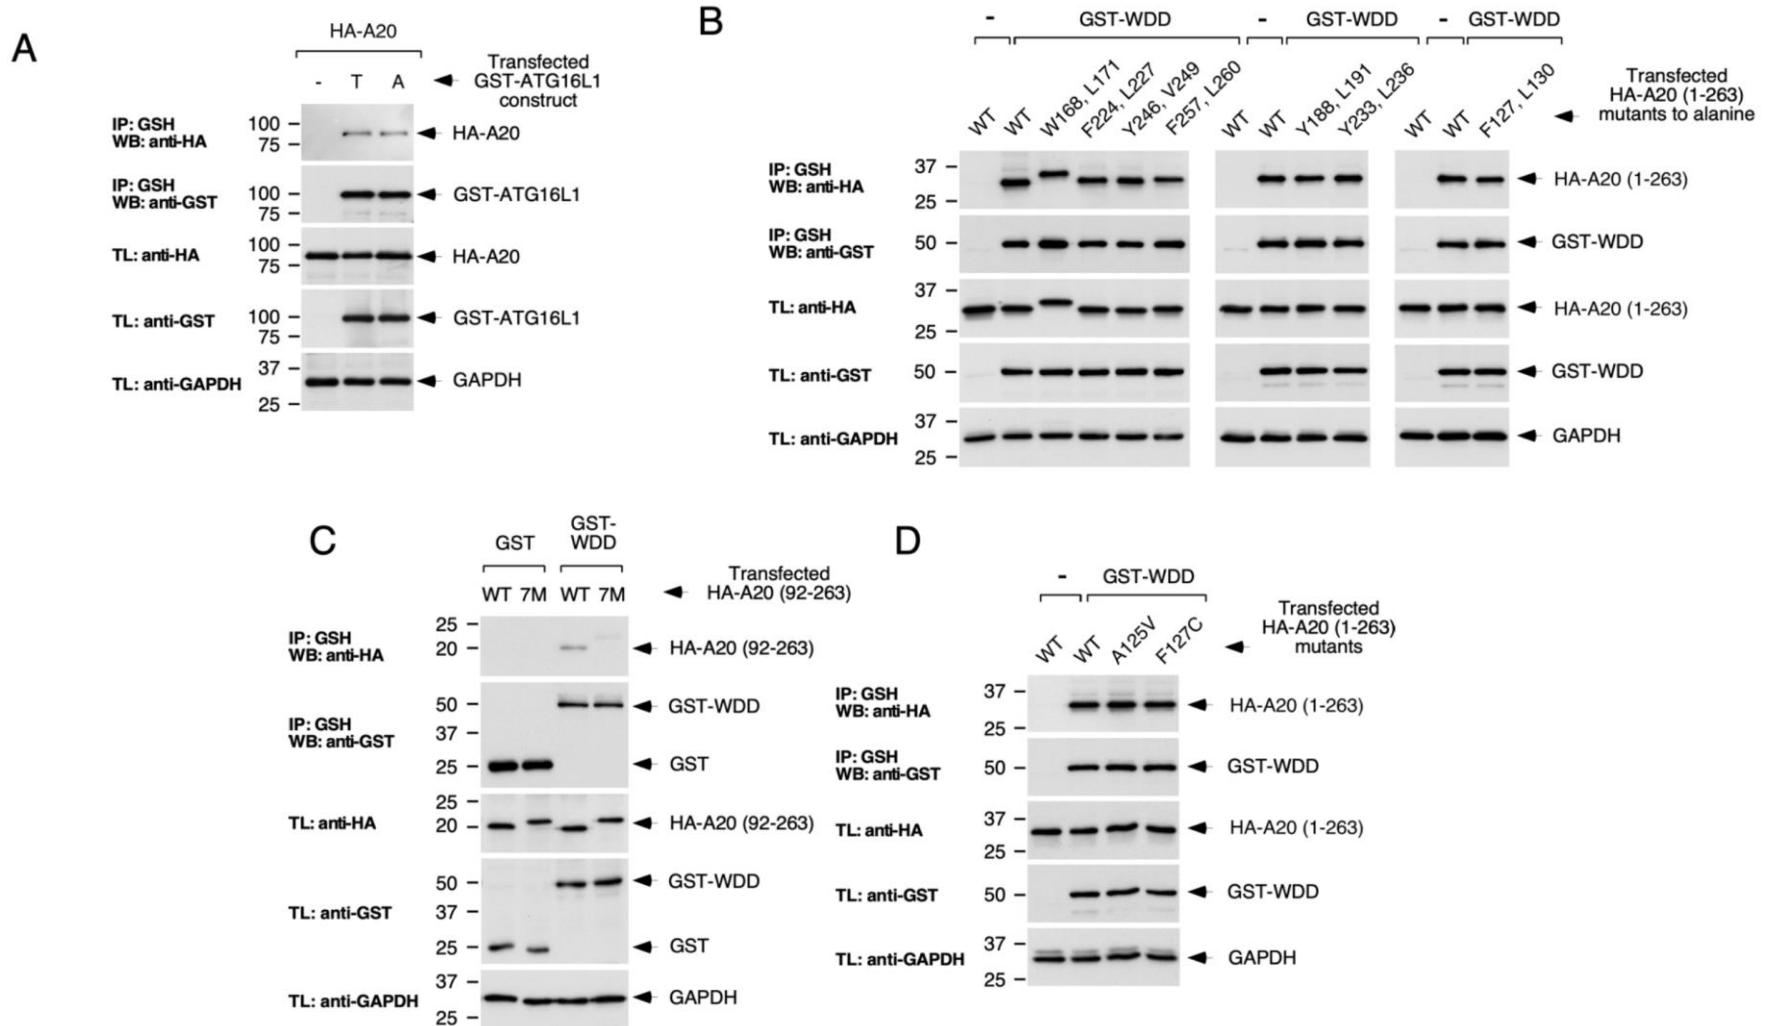 A
HA-A20
- T A
Transfected
GST-ATG16L1
construct
IP: GSH
WB: anti-HA
100
75
HA-A20
IP: GSH
WB: anti-GST
100
75
GST-ATG16L1
TL: anti-HA
100
75
HA-A20
TL: anti-GST
100
75
GST-ATG16L1
TL: anti-GAPDH
37
25
GAPDH
B
- GST-WDD - GST-WDD - GST-WDD
WT WT W168, L171 F224, L227 Y246, V249 F257, L260 WT WT Y188, L191 Y233, L236 WT WT F127, L130
Transfected
HA-A20 (1-263)
mutants to alanine
IP: GSH
WB: anti-HA
37
25
HA-A20 (1-263)
IP: GSH
WB: anti-GST
50
GST-WDD
TL: anti-HA
37
25
HA-A20 (1-263)
TL: anti-GST
50
GST-WDD
TL: anti-GAPDH
37
25
GAPDH
C
GST
GST-
WDD
WT 7M WT 7M
Transfected
HA-A20 (92-263)
IP: GSH
WB: anti-HA
25
20
HA-A20 (92-263)
IP: GSH
WB: anti-GST
50
37
25
GST-WDD
GST
TL: anti-HA
25
20
HA-A20 (92-263)
TL: anti-GST
50
37
25
GST-WDD
GST
TL: anti-GAPDH
37
25
GAPDH
D
- GST-WDD
WT WT A125V F127C
Transfected
HA-A20 (1-263)
mutants
IP: GSH
WB: anti-HA
37
25
HA-A20 (1-263)
IP: GSH
WB: anti-GST
50
GST-WDD
TL: anti-HA
37
25
HA-A20 (1-263)
TL: anti-GST
50
GST-WDD
TL: anti-GAPDH
37
25
GAPDH